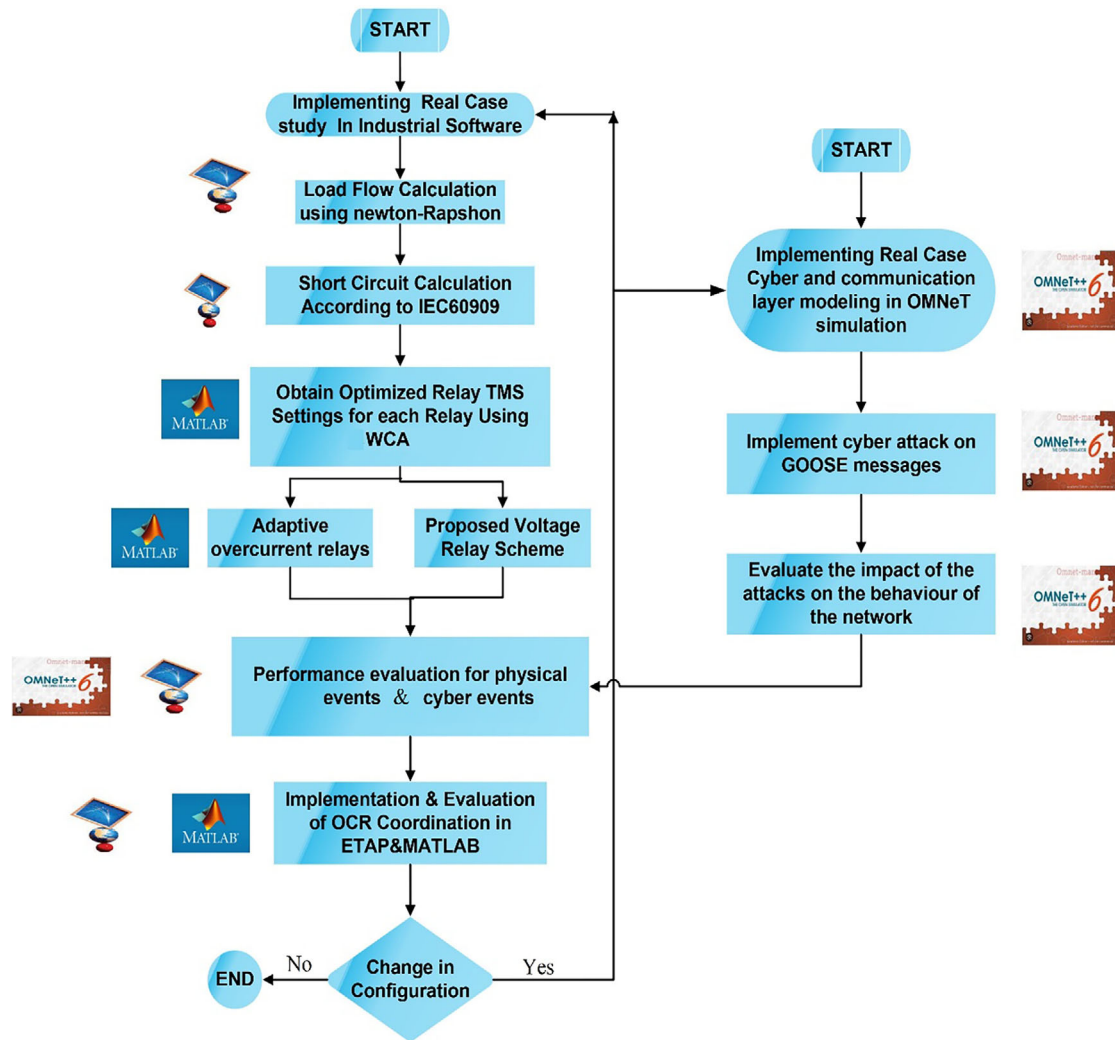 START
Implementing Real Case
study In Industrial Software
Load Flow Calculation
using newton-Rapshon
Short Circuit Calculation
According to IEC60909
MATLAB®
Obtain Optimized Relay TMS
Settings for each Relay Using
WCA
MATLAB®
Adaptive
overcurrent relays
Proposed Voltage
Relay Scheme
OMNeT++ 6
Performance evaluation for physical
events & cyber events
MATLAB®
Implementation & Evaluation
of OCR Coordination in
ETAP&MATLAB
Change in
Configuration
No
Yes
END
START
Implementing Real Case
Cyber and communication
layer modeling in OMNeT
simulation
OMNeT++ 6
Implement cyber attack on
GOOSE messages
OMNeT++ 6
Evaluate the impact of the
attacks on the behaviour of
the network
OMNeT++ 6